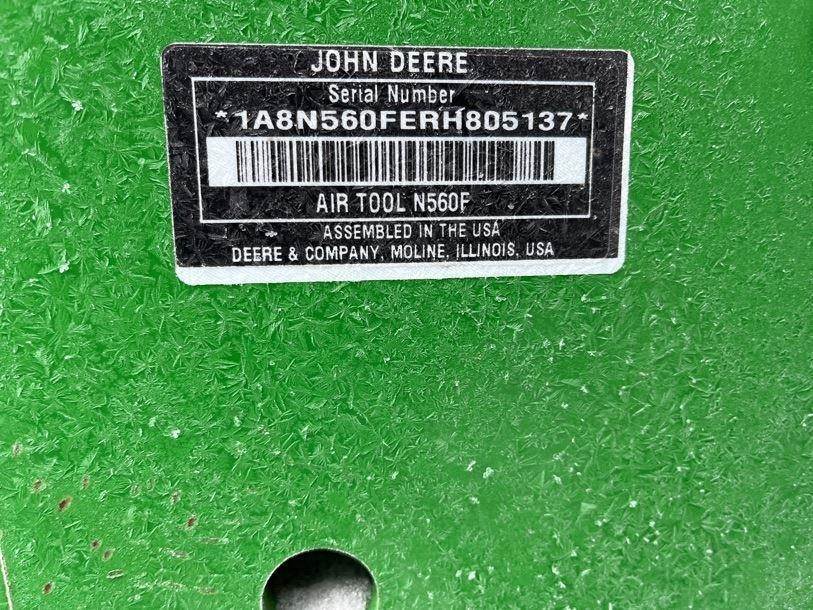 JOHN DEERE
Serial Number
*1A8N560FERH805137*
AIR TOOL N560F
ASSEMBLED IN THE USA
DEERE & COMPANY, MOLINE, ILLINOIS, USA